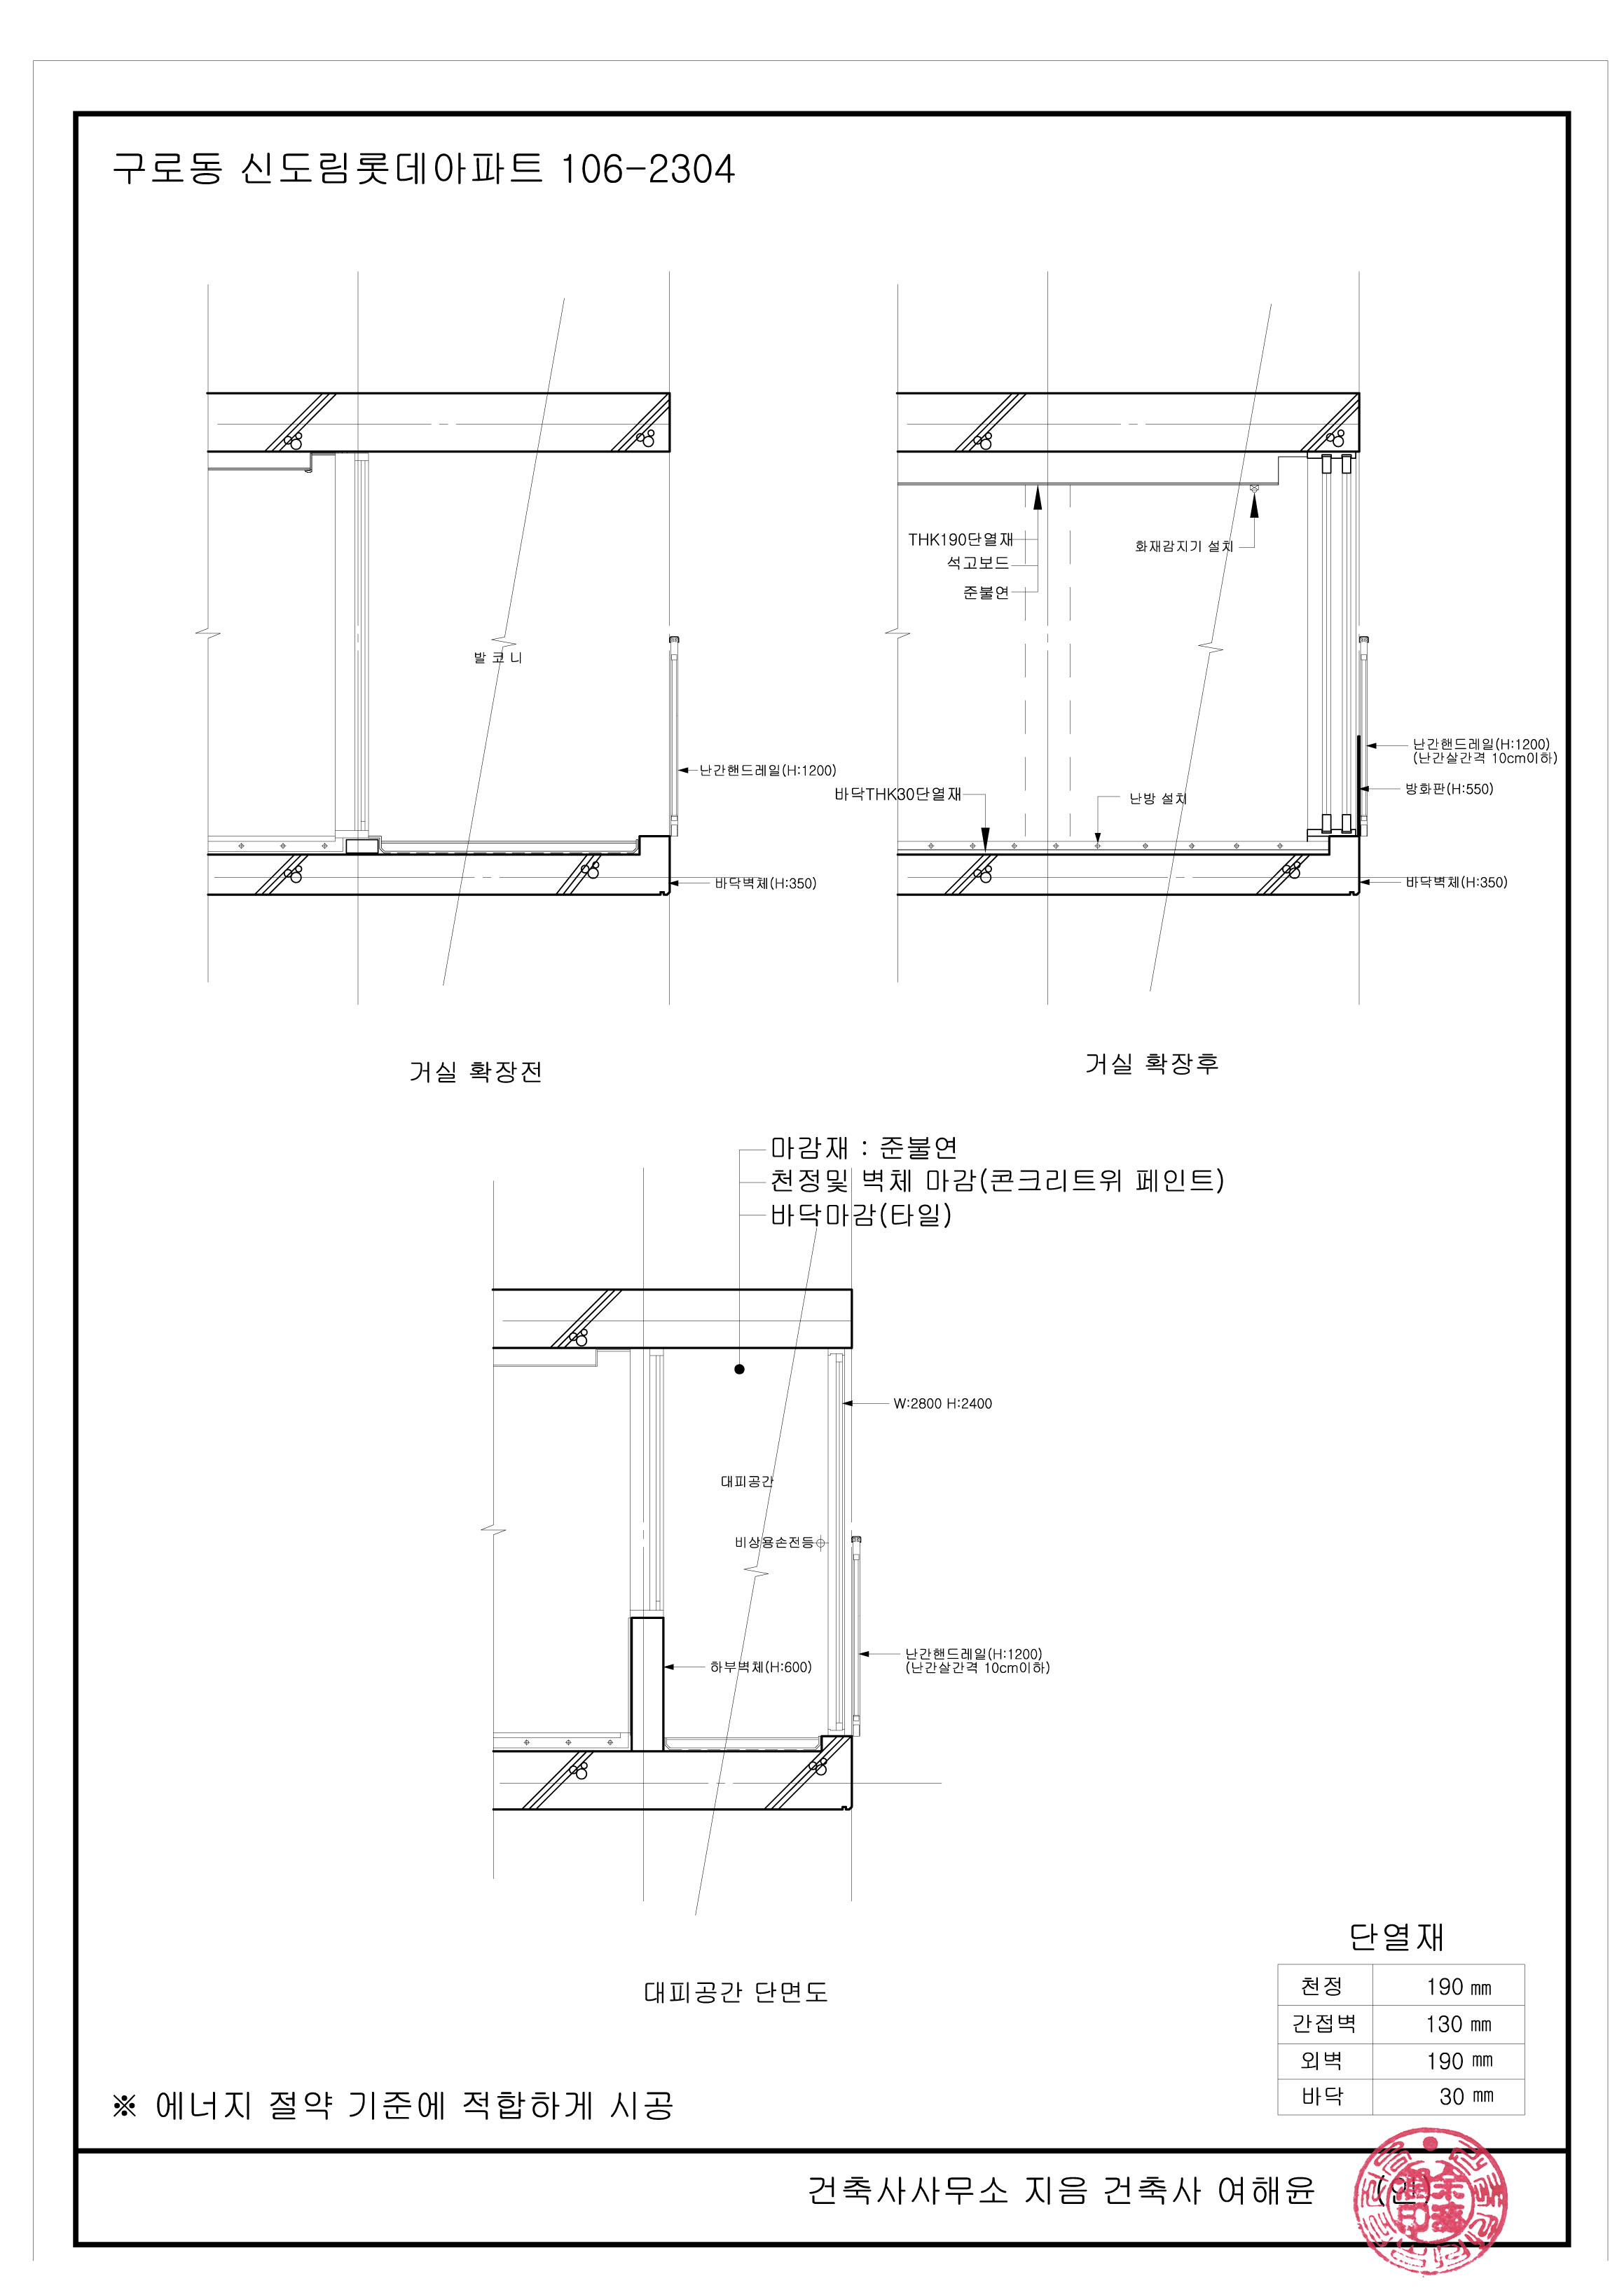 구로동 신도림롯데아파트 106-2304
발 코 니
난간핸드레일(H:1200)
바닥벽체(H:350)
거실 확장전
THK190단열재
석고보드
준불연
화재감지기 설치
바닥THK30단열재
난방 설치
난간핸드레일(H:1200)
(난간살간격 10cm이하)
방화판(H:550)
바닥벽체(H:350)
거실 확장후
마감재 : 준불연
천정및 벽체 마감(콘크리트위 페인트)
바닥마감(타일)
W:2800 H:2400
대피공간
비상용손전등
하부벽체(H:600)
난간핸드레일(H:1200)
(난간살간격 10cm이하)
대피공간 단면도
단열재
천정 190 ㎜
간접벽 130 ㎜
외벽 190 ㎜
바닥 30 ㎜
※ 에너지 절약 기준에 적합하게 시공
건축사사무소 지음 건축사 여해윤 (인)